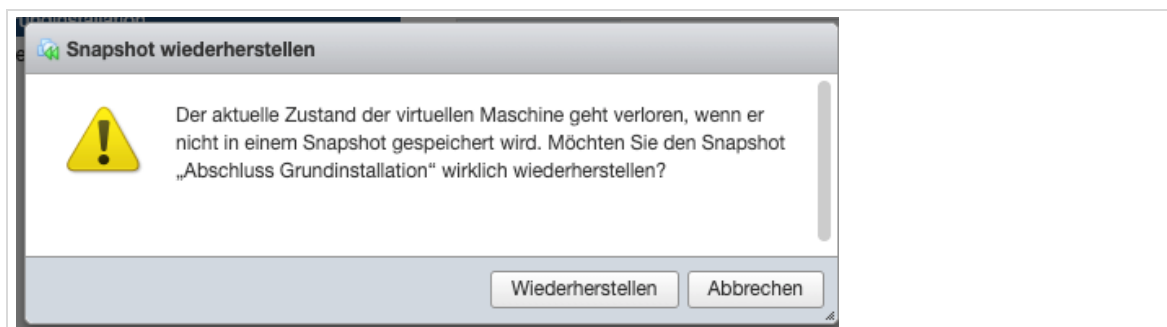 Snapshot wiederherstellen
Der aktuelle Zustand der virtuellen Maschine geht verloren, wenn er
nicht in einem Snapshot gespeichert wird. Möchten Sie den Snapshot
„Abschluss Grundinstallation“ wirklich wiederherstellen?
Wiederherstellen
Abbrechen